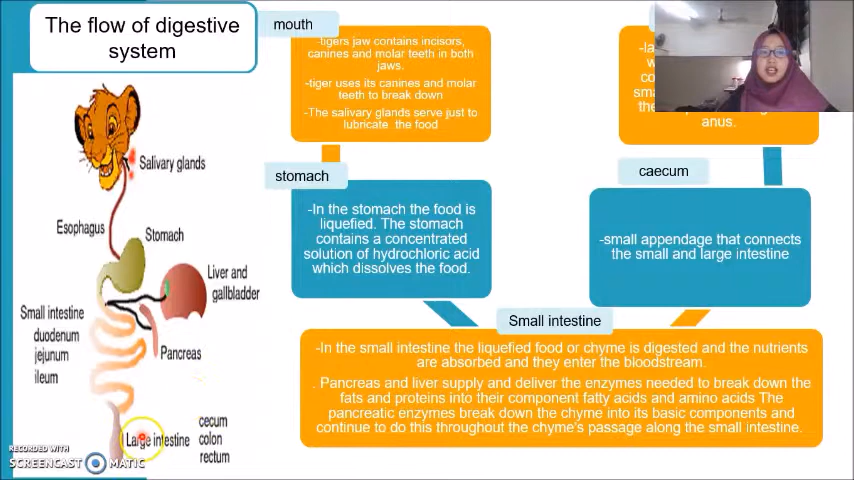 The flow of digestive
system
mouth
-tigers jaw contains incisors,
canines and molar teeth in both
jaws.
-tiger uses its canines and molar
teeth to break down
-The salivary glands serve just to
lubricate the food
anus.
stomach
-In the stomach the food is
liquefied. The stomach
contains a concentrated
solution of hydrochloric acid
which dissolves the food.
caecum
-small appendage that connects
the small and large intestine
Small intestine
-In the small intestine the liquefied food or chyme is digested and the nutrients
are absorbed and they enter the bloodstream.
. Pancreas and liver supply and deliver the enzymes needed to break down the
fats and proteins into their component fatty acids and amino acids The
pancreatic enzymes break down the chyme into its basic components and
continue to do this throughout the chyme's passage along the small intestine.
Salivary glands
Esophagus
Stomach
Liver and
gallbladder
Small intestine
duodenum
jejunum
ileum
Pancreas
Large intestine
cecum
colon
rectum
RECORDED WITH
SCREENCAST MATIC